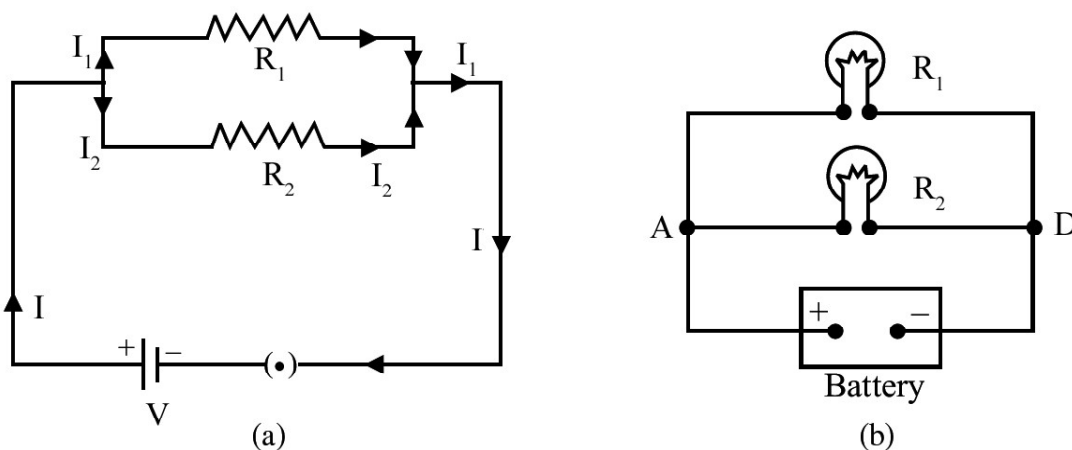 I₁
R₁
I₁
I₂
R₂
I₂
I
I
+ −
V
(a)
R₁
R₂
A
D
+ −
Battery
(b)